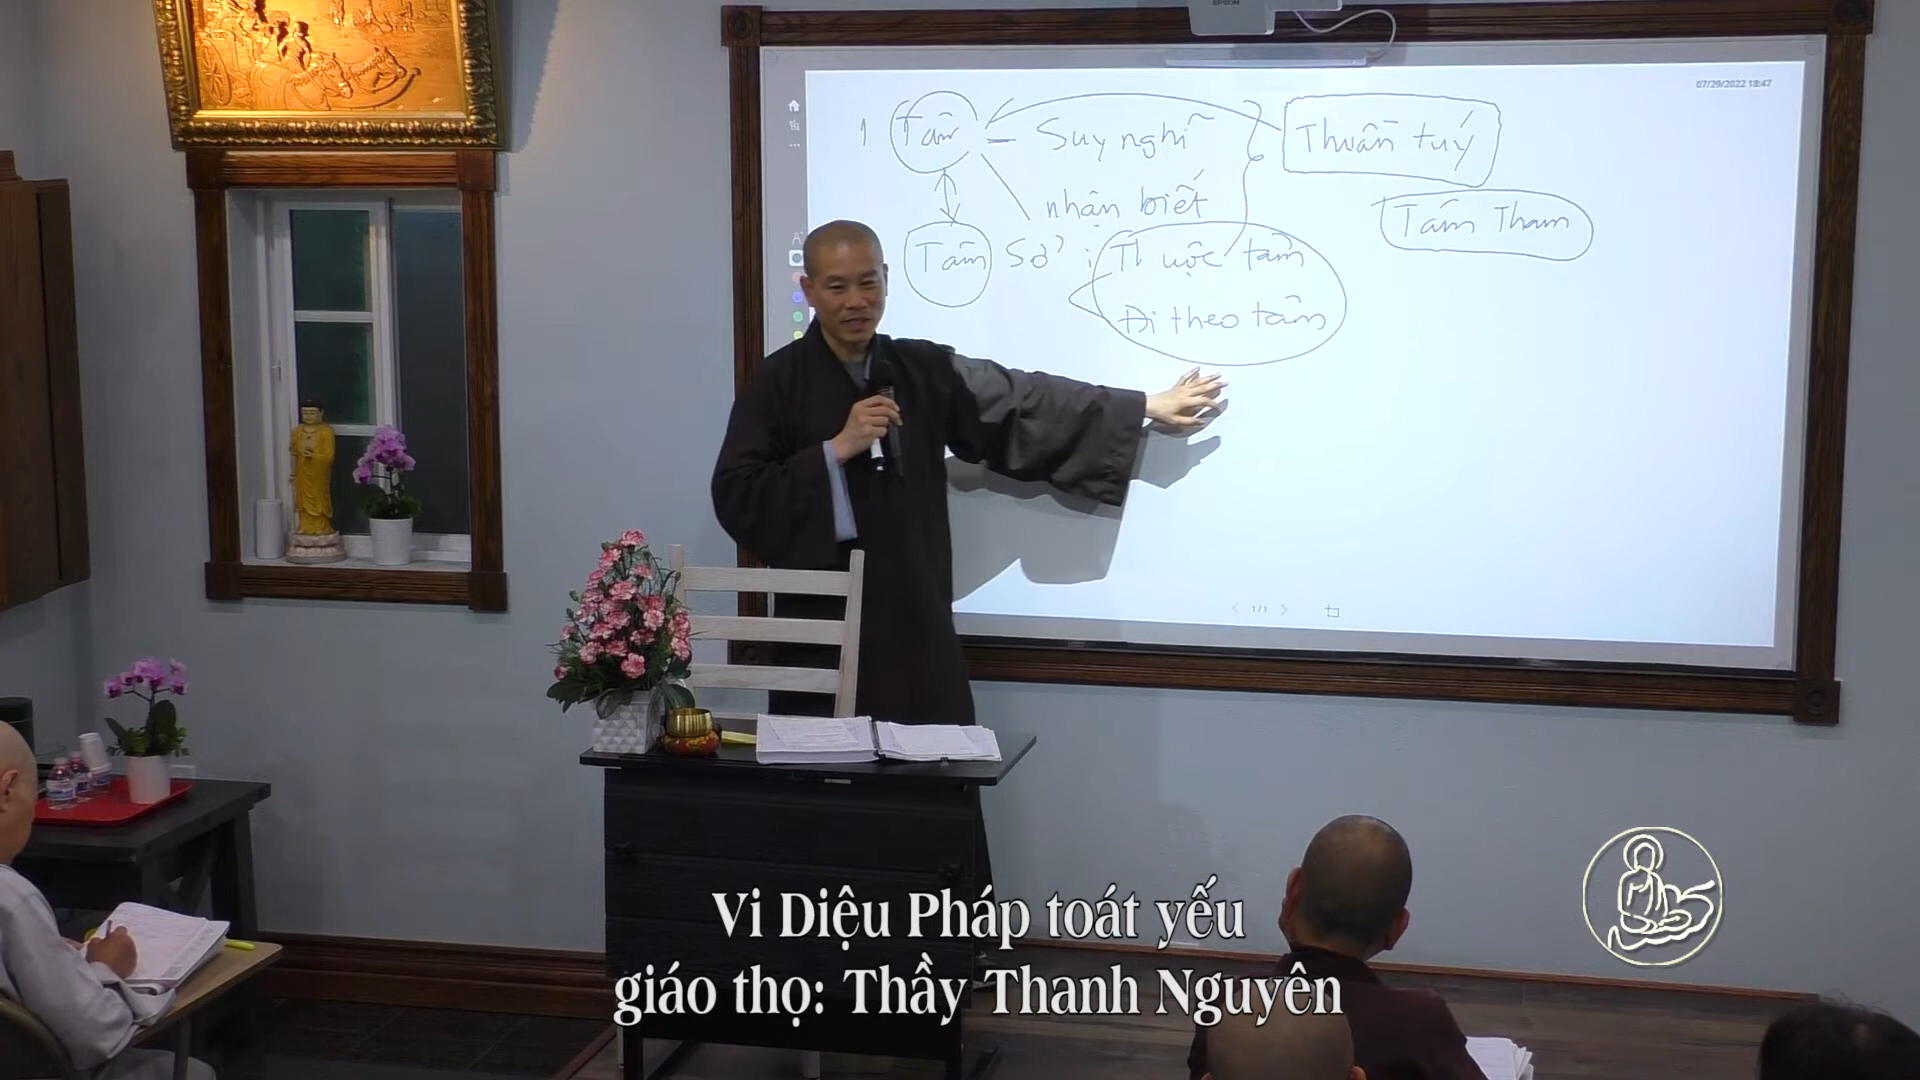 EPSON
07/29/2022 18:47
1 Tâm = Suy nghĩ
Thuần tuý
nhận biết
Tâm Tham
Tâm Sở : Thuộc tâm
Đi theo tâm
1/1
Vi Diệu Pháp toát yếu
giáo thọ: Thầy Thanh Nguyên